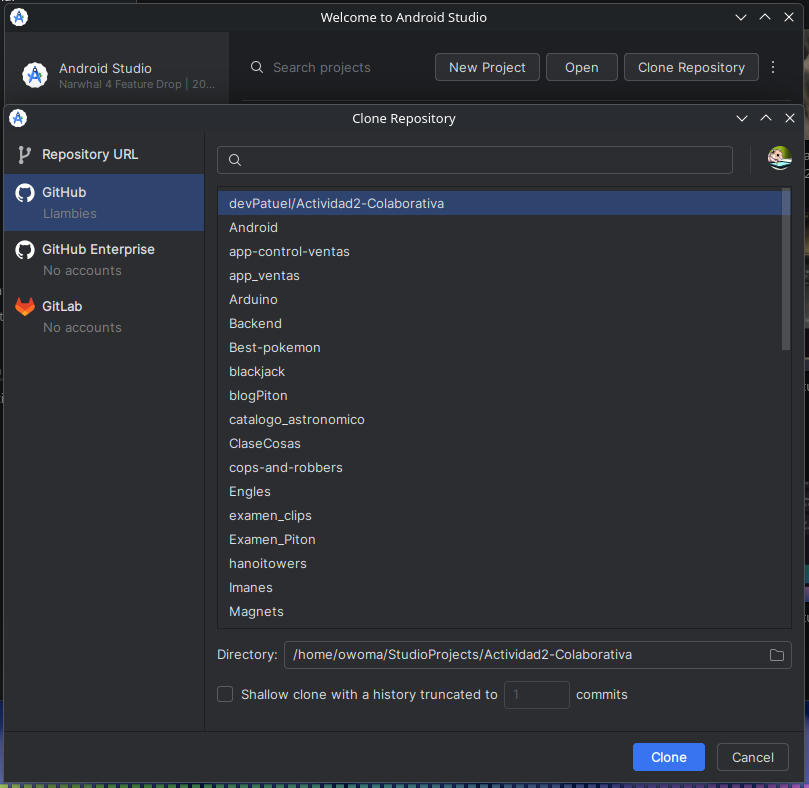 Welcome to Android Studio
Android Studio
Narwhal 4 Feature Drop | 20...
Search projects
New Project
Open
Clone Repository
Clone Repository
Repository URL
GitHub
Llambies
GitHub Enterprise
No accounts
GitLab
No accounts
devPatuel/Actividad2-Colaborativa
Android
app-control-ventas
app_ventas
Arduino
Backend
Best-pokemon
blackjack
blogPiton
catalogo_astronomico
ClaseCosas
cops-and-robbers
Engles
examen_clips
Examen_Piton
hanoitowers
Imanes
Magnets
Directory: /home/owoma/StudioProjects/Actividad2-Colaborativa
Shallow clone with a history truncated to 1 commits
Clone
Cancel